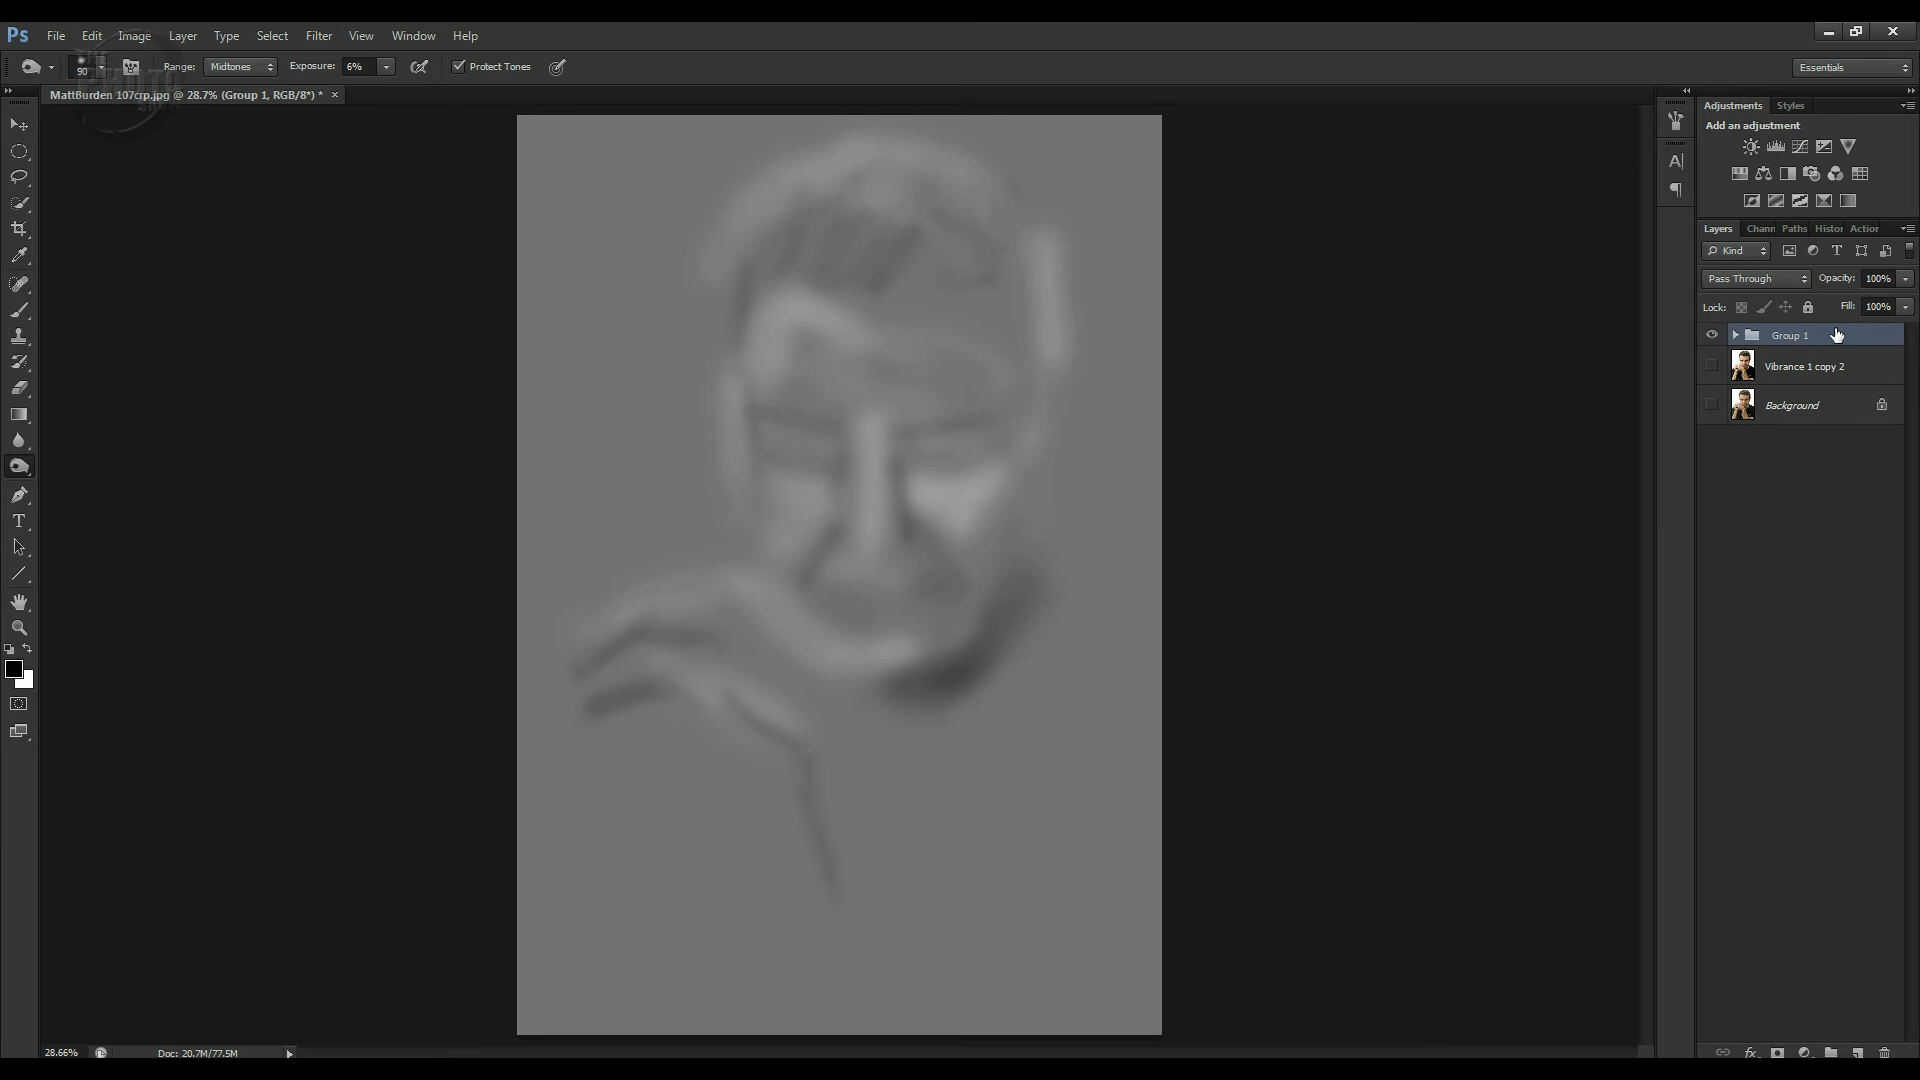 Ps File Edit Image Layer Type Select Filter View Window Help
90 Range: Midtones Exposure: 6% Protect Tones Essentials
MattBurden 107crp.jpg @ 28.7% (Group 1, RGB/8*) * ×
THE PHOTO SHOP
Adjustments Styles
Add an adjustment
Layers Chann Paths Histor Action
Kind
Pass Through Opacity: 100%
Lock: Fill: 100%
Group 1
Vibrance 1 copy 2
Background
28.66% Doc: 20.7M/77.5M